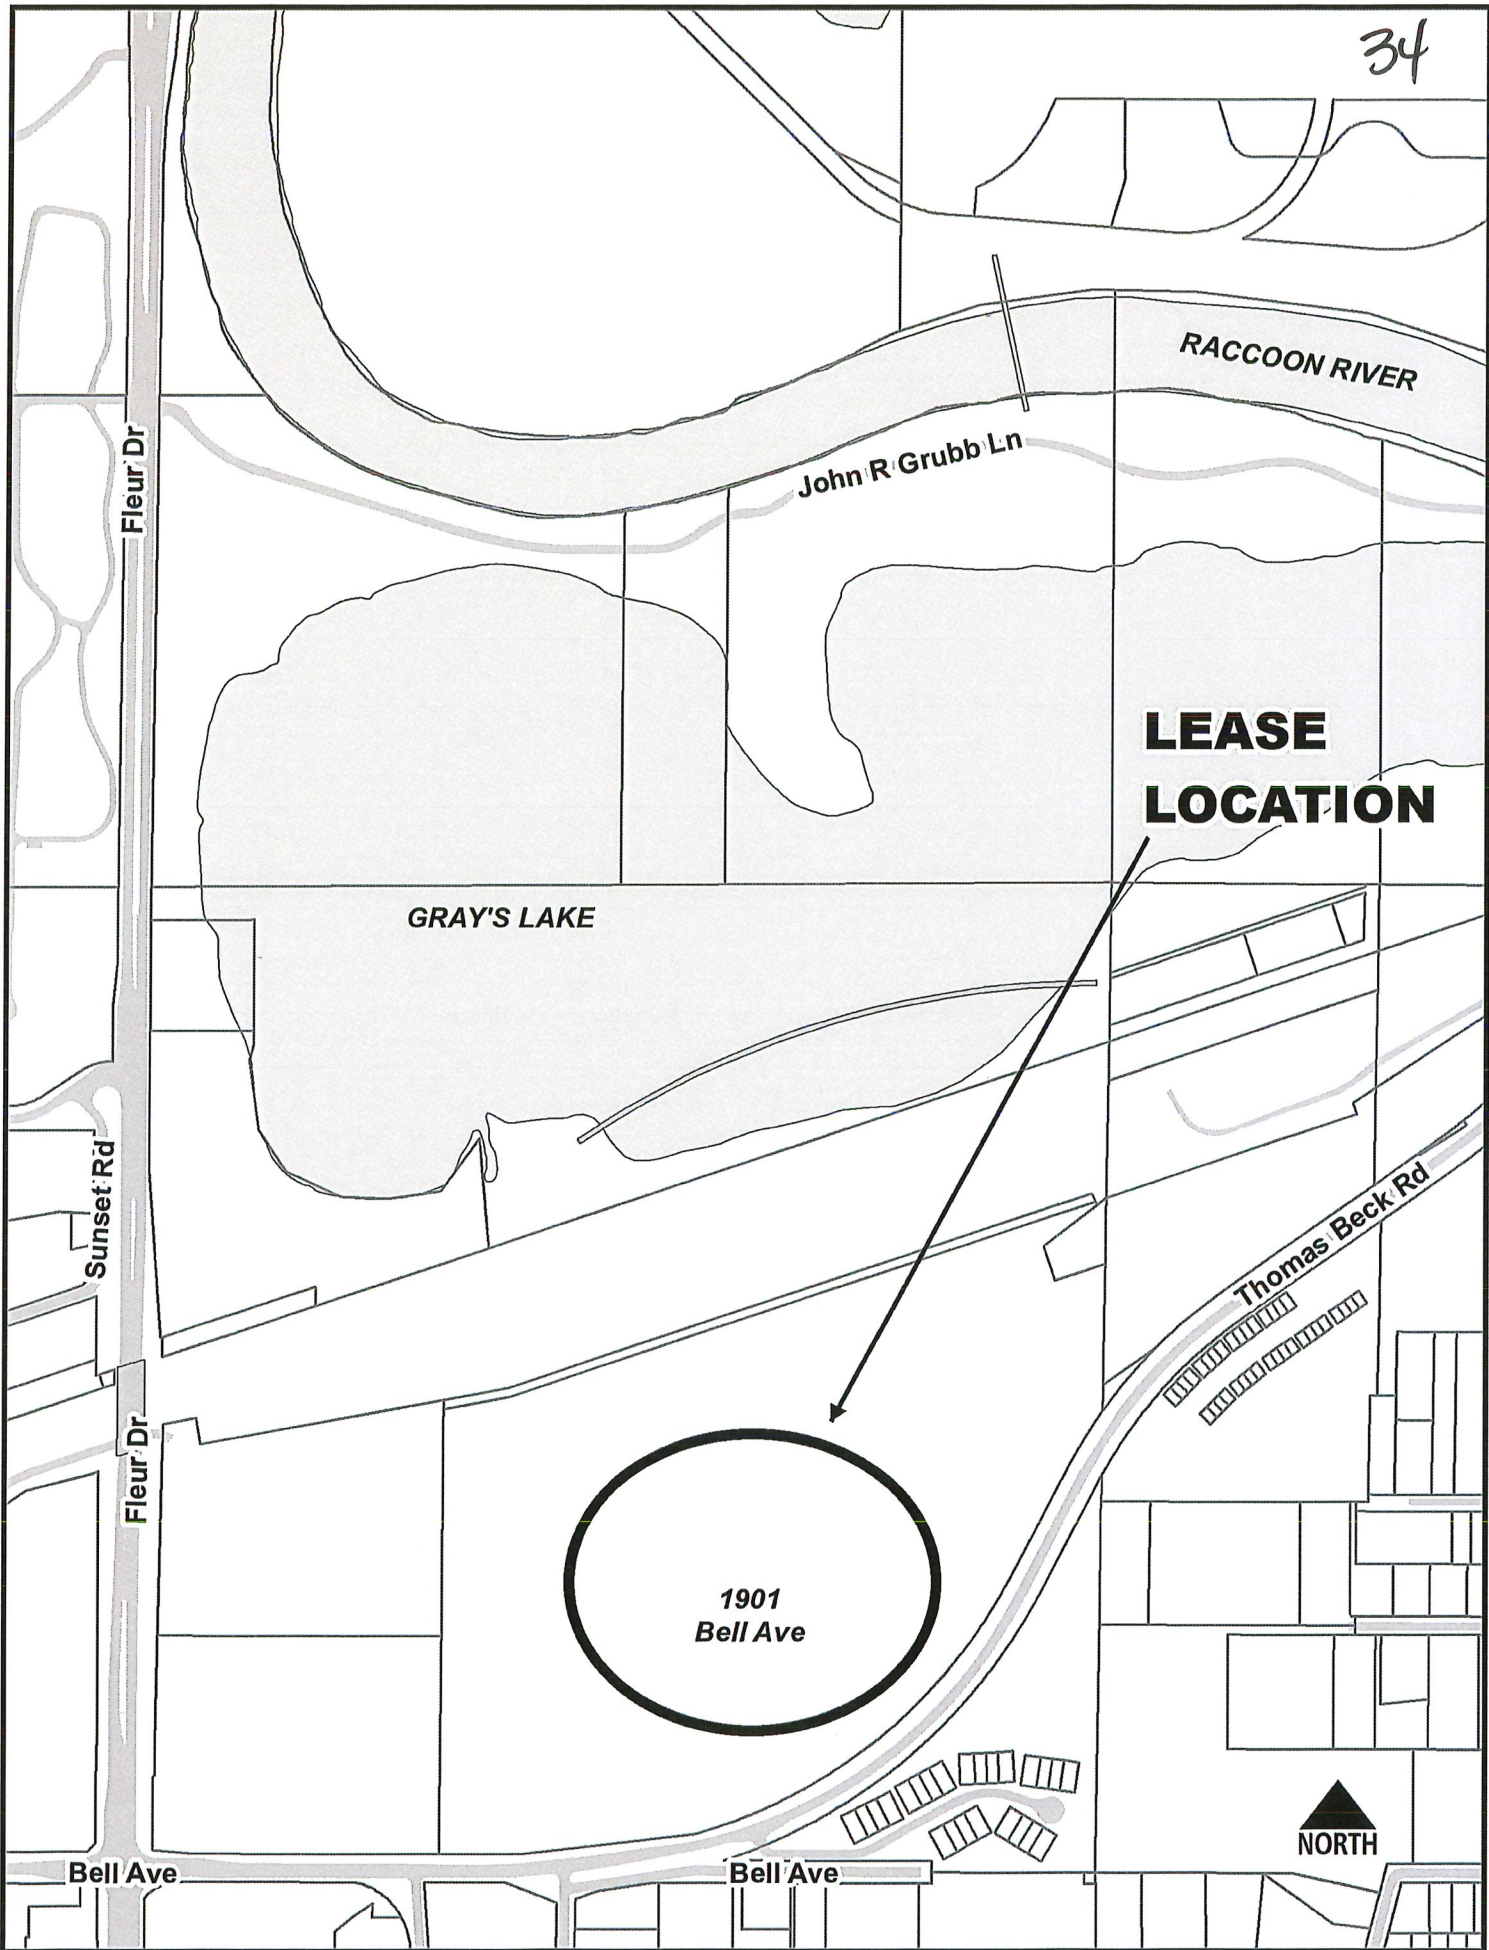 34
RACCOON RIVER
John R Grubb Ln
Fleur Dr
LEASE
LOCATION
GRAY'S LAKE
Sunset Rd
Thomas Beck Rd
Fleur Dr
1901
Bell Ave
NORTH
Bell Ave
Bell Ave